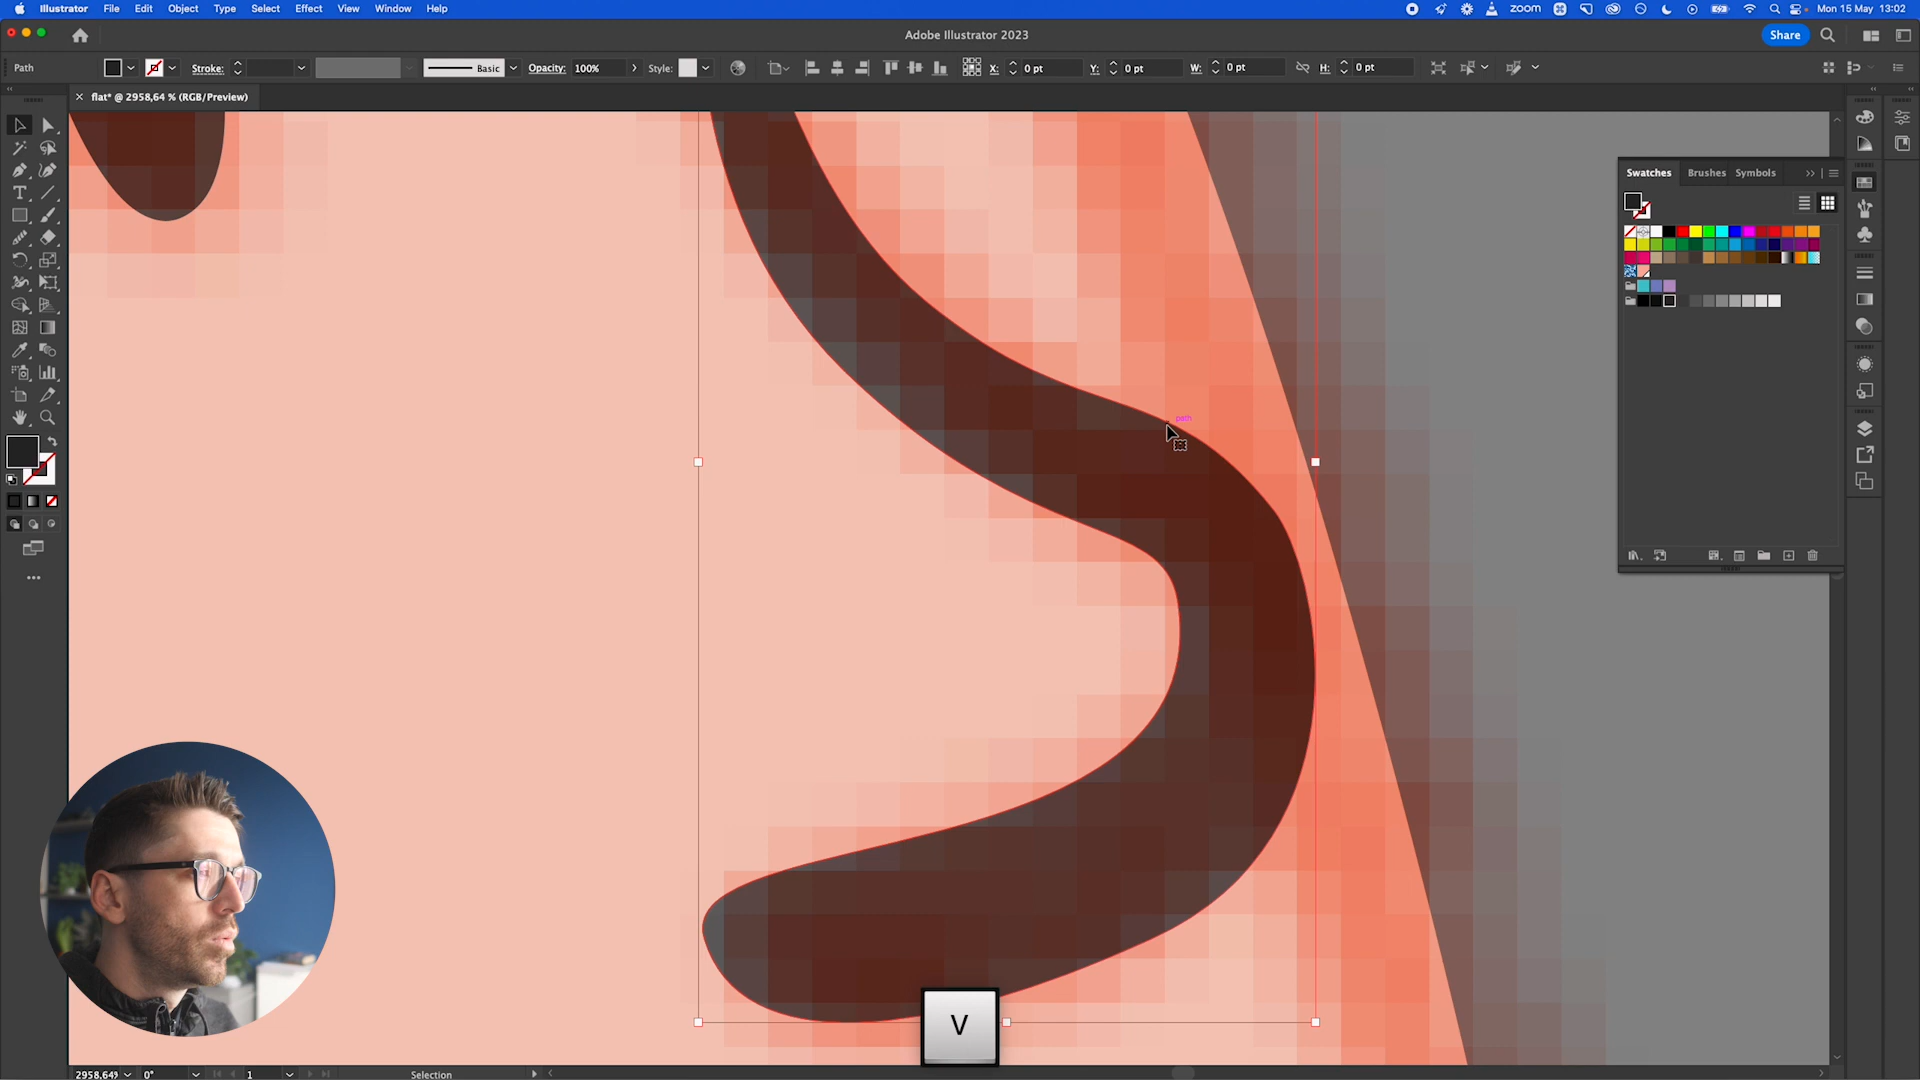 Illustrator File Edit Object Type Select Effect View Window Help zoom Mon 15 May 13:02
Adobe Illustrator 2023 Share
Path Stroke: Basic Opacity: 100% Style: X: 0 pt Y: 0 pt W: 0 pt H: 0 pt
flat* @ 2958,64 % (RGB/Preview)
Swatches Brushes Symbols
path
V
2958,64% 0° 1 Selection